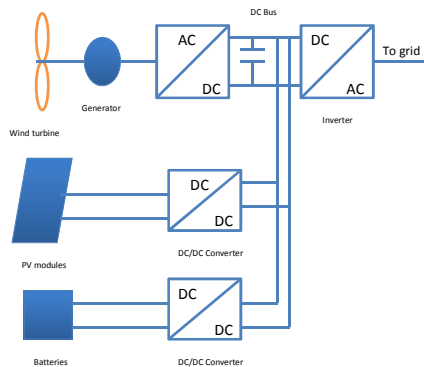 DC Bus
AC
DC
DC
AC
To grid
Generator
Inverter
Wind turbine
DC
DC
DC/DC Converter
PV modules
DC
DC
Batteries
DC/DC Converter